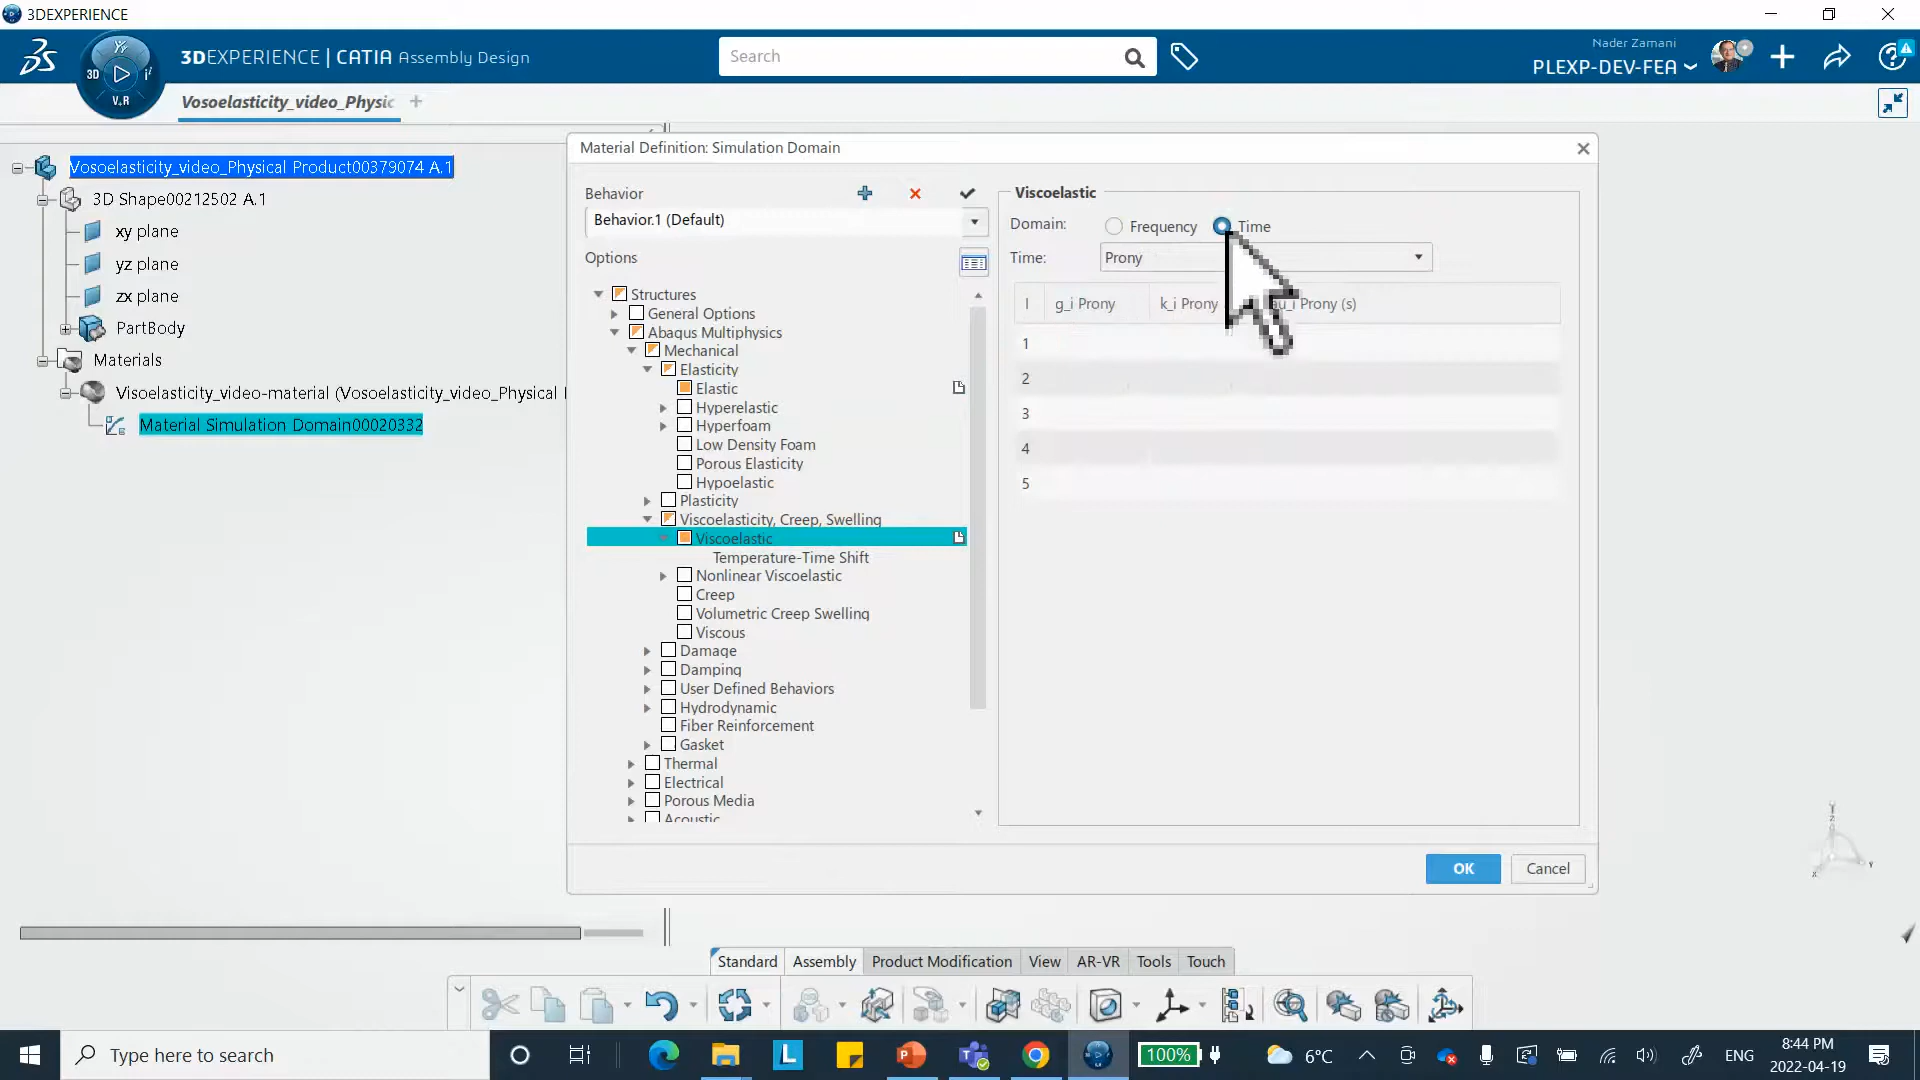 3DEXPERIENCE
3DEXPERIENCE | CATIA Assembly Design
Search
Nader Zamani
PLEXP-DEV-FEA
3D
V.R
Vosoelasticity_video_Physic
Vosoelasticity_video_Physical Product00379074 A.1
3D Shape00212502 A.1
xy plane
yz plane
zx plane
PartBody
Materials
Visoelasticity_video-material (Vosoelasticity_video_Physical
Material Simulation Domain00020332
Material Definition: Simulation Domain
Behavior
Behavior.1 (Default)
Options
Structures
General Options
Abaqus Multiphysics
Mechanical
Elasticity
Elastic
Hyperelastic
Hyperfoam
Low Density Foam
Porous Elasticity
Hypoelastic
Plasticity
Viscoelasticity, Creep, Swelling
Viscoelastic
Temperature-Time Shift
Nonlinear Viscoelastic
Creep
Volumetric Creep Swelling
Viscous
Damage
Damping
User Defined Behaviors
Hydrodynamic
Fiber Reinforcement
Gasket
Thermal
Electrical
Porous Media
Acoustic
Viscoelastic
Domain: Frequency Time
Time: Prony
I g_i Prony k_i Prony au_i Prony (s)
1
2
3
4
5
OK Cancel
Standard Assembly Product Modification View AR-VR Tools Touch
Type here to search
100%
6°C
ENG
8:44 PM
2022-04-19